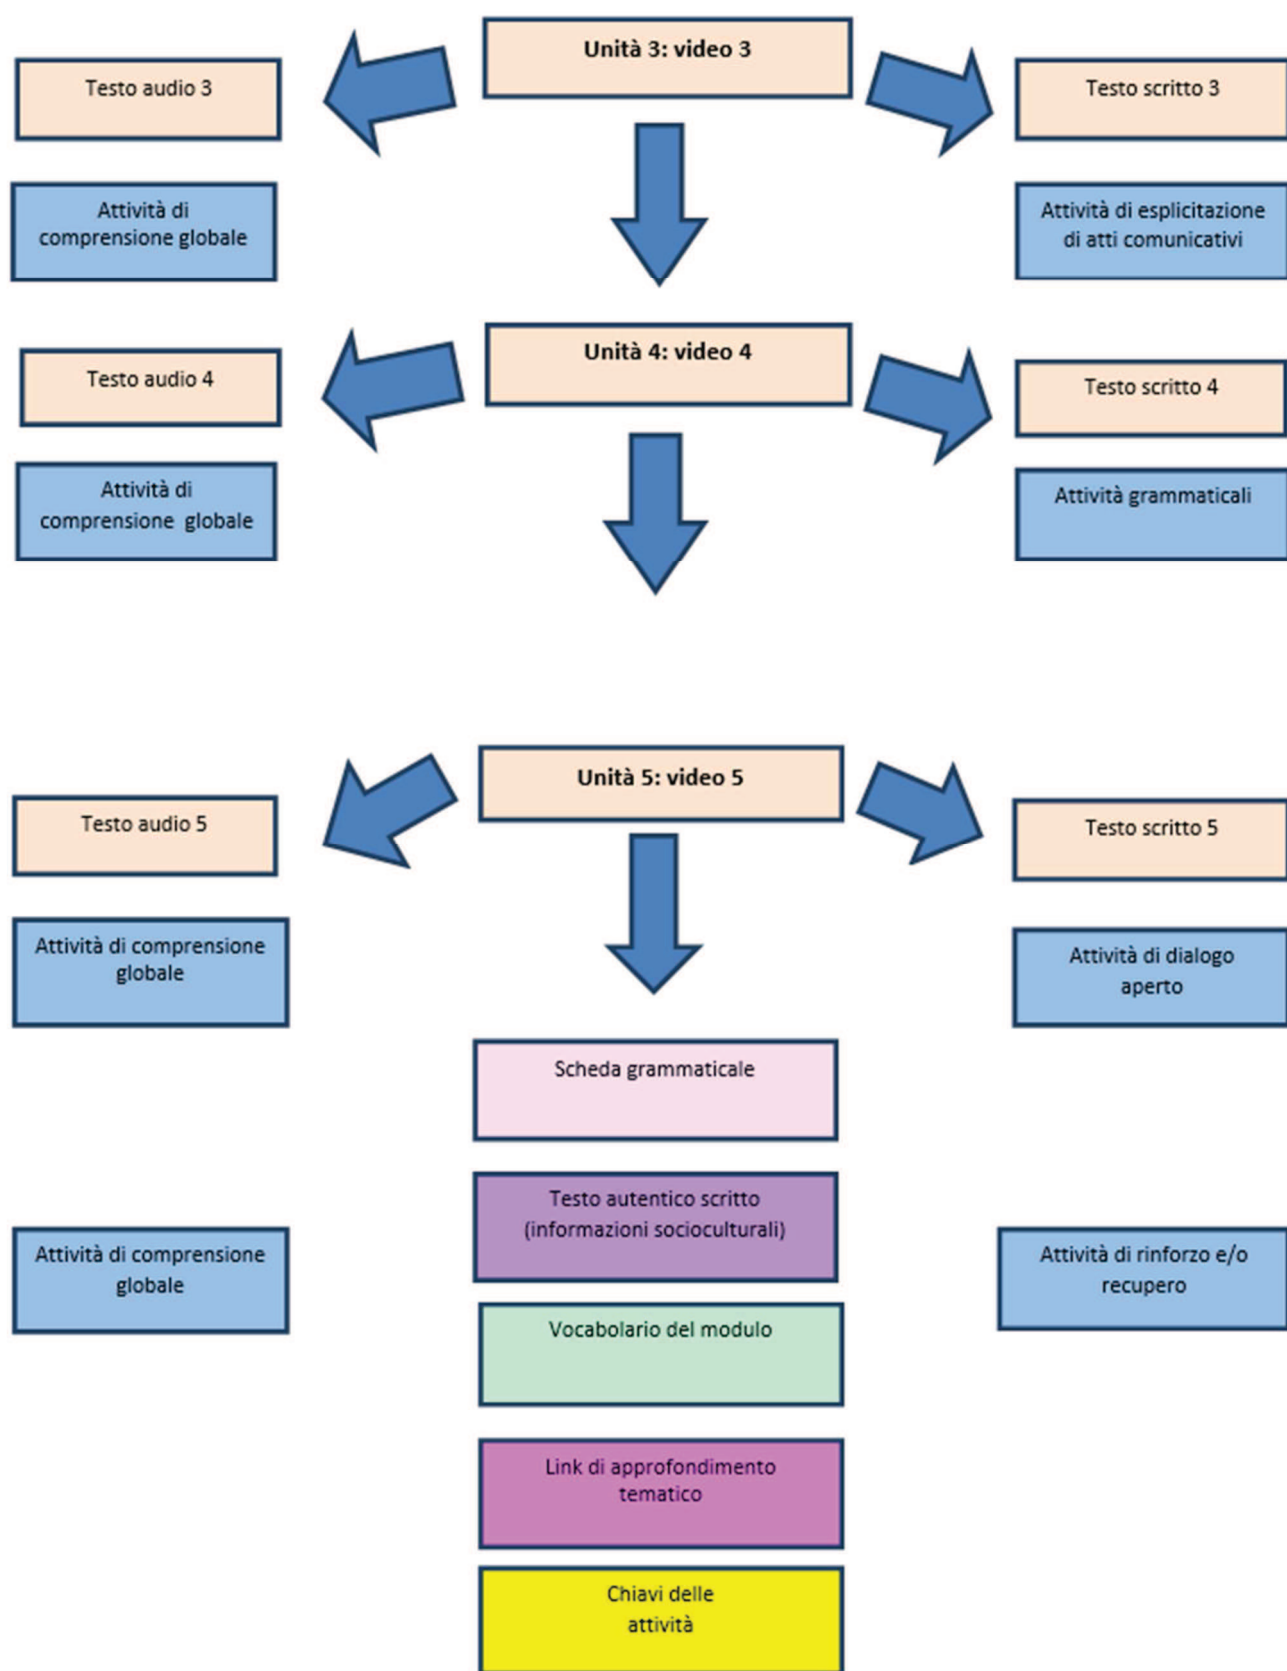 Unità 3: video 3
Testo audio 3
Testo scritto 3
Attività di
comprensione globale
Attività di esplicitazione
di atti comunicativi
Unità 4: video 4
Testo audio 4
Testo scritto 4
Attività di
comprensione globale
Attività grammaticali
Unità 5: video 5
Testo audio 5
Testo scritto 5
Attività di comprensione
globale
Attività di dialogo
aperto
Scheda grammaticale
Testo autentico scritto
(informazioni socioculturali)
Attività di comprensione
globale
Attività di rinforzo e/o
recupero
Vocabolario del modulo
Link di approfondimento
tematico
Chiavi delle
attività